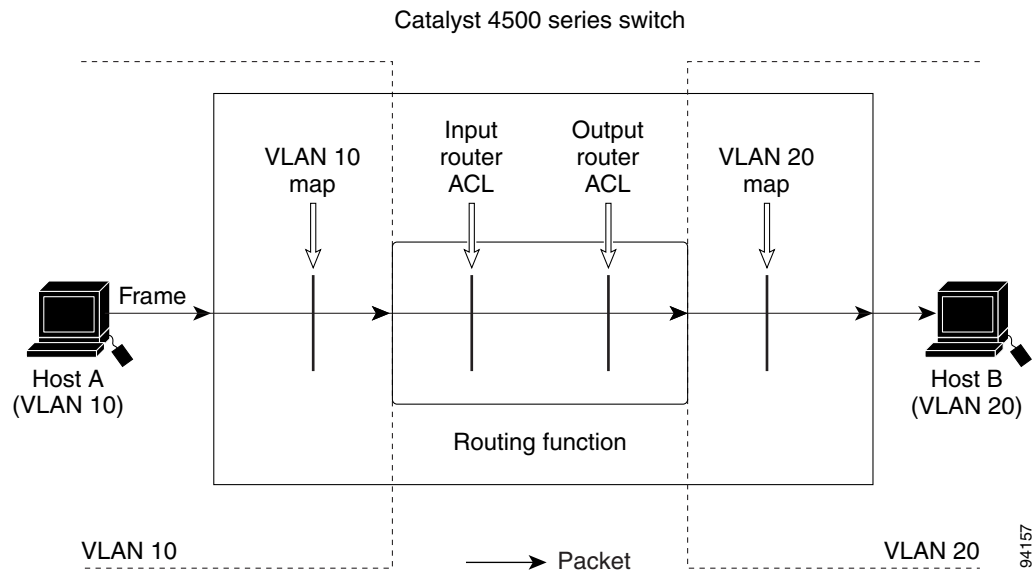 Catalyst 4500 series switch
VLAN 10
map
Input
router
ACL
Output
router
ACL
VLAN 20
map
Frame
Host A
(VLAN 10)
Host B
(VLAN 20)
Routing function
VLAN 10
Packet
VLAN 20
94157